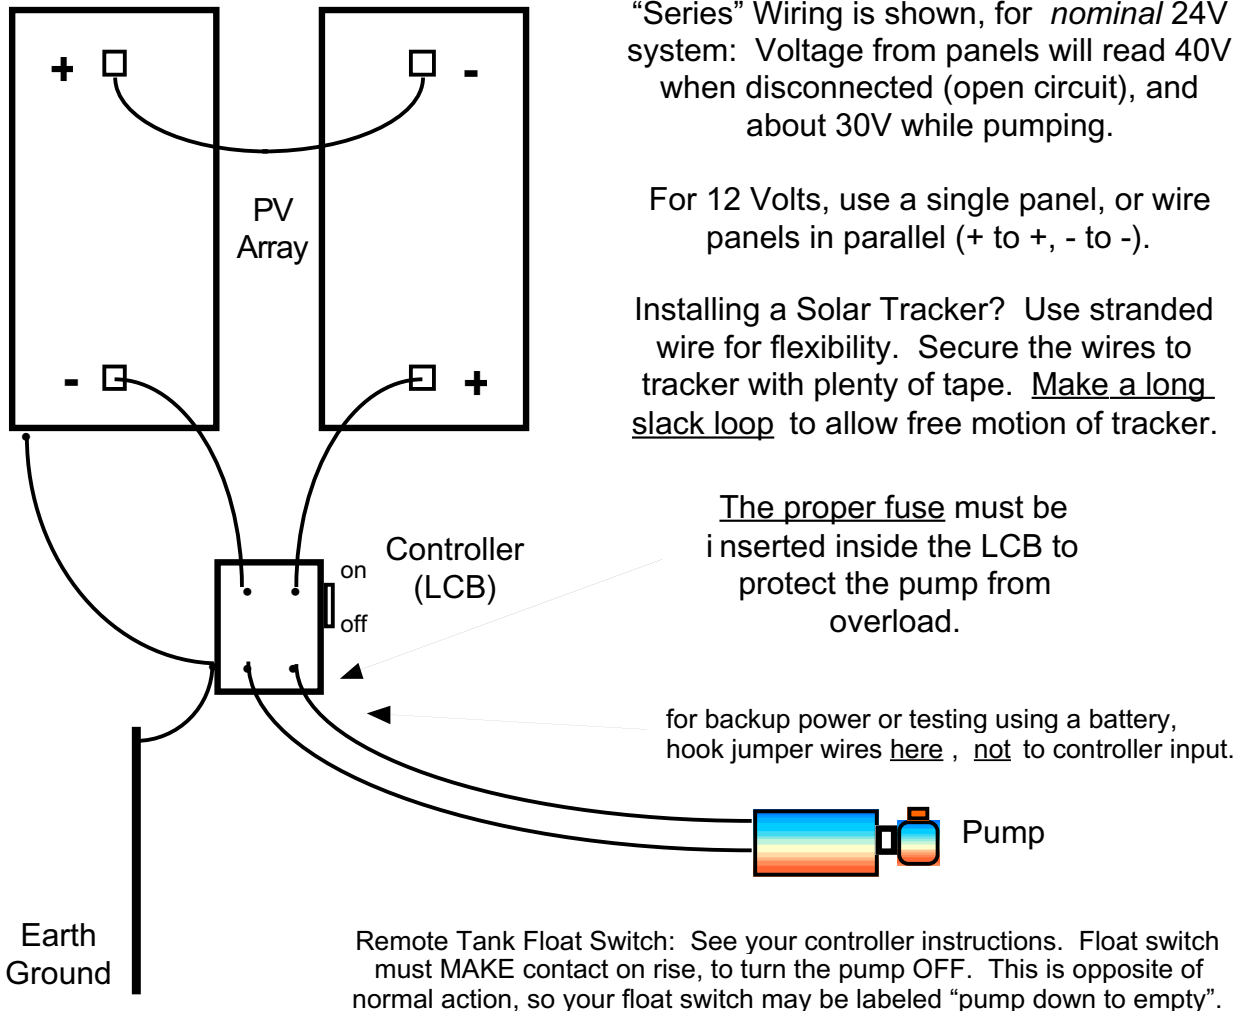 “Series” Wiring is shown, for nominal 24V
system: Voltage from panels will read 40V
when disconnected (open circuit), and
about 30V while pumping.
+
-
PV
Array
For 12 Volts, use a single panel, or wire
panels in parallel (+ to +, - to -).
Installing a Solar Tracker? Use stranded
wire for flexibility. Secure the wires to
tracker with plenty of tape. Make a long
slack loop to allow free motion of tracker.
-
+
The proper fuse must be
inserted inside the LCB to
protect the pump from
overload.
Controller
(LCB)
on
off
for backup power or testing using a battery,
hook jumper wires here , not to controller input.
Pump
Earth
Ground
Remote Tank Float Switch: See your controller instructions. Float switch
must MAKE contact on rise, to turn the pump OFF. This is opposite of
normal action, so your float switch may be labeled “pump down to empty”.